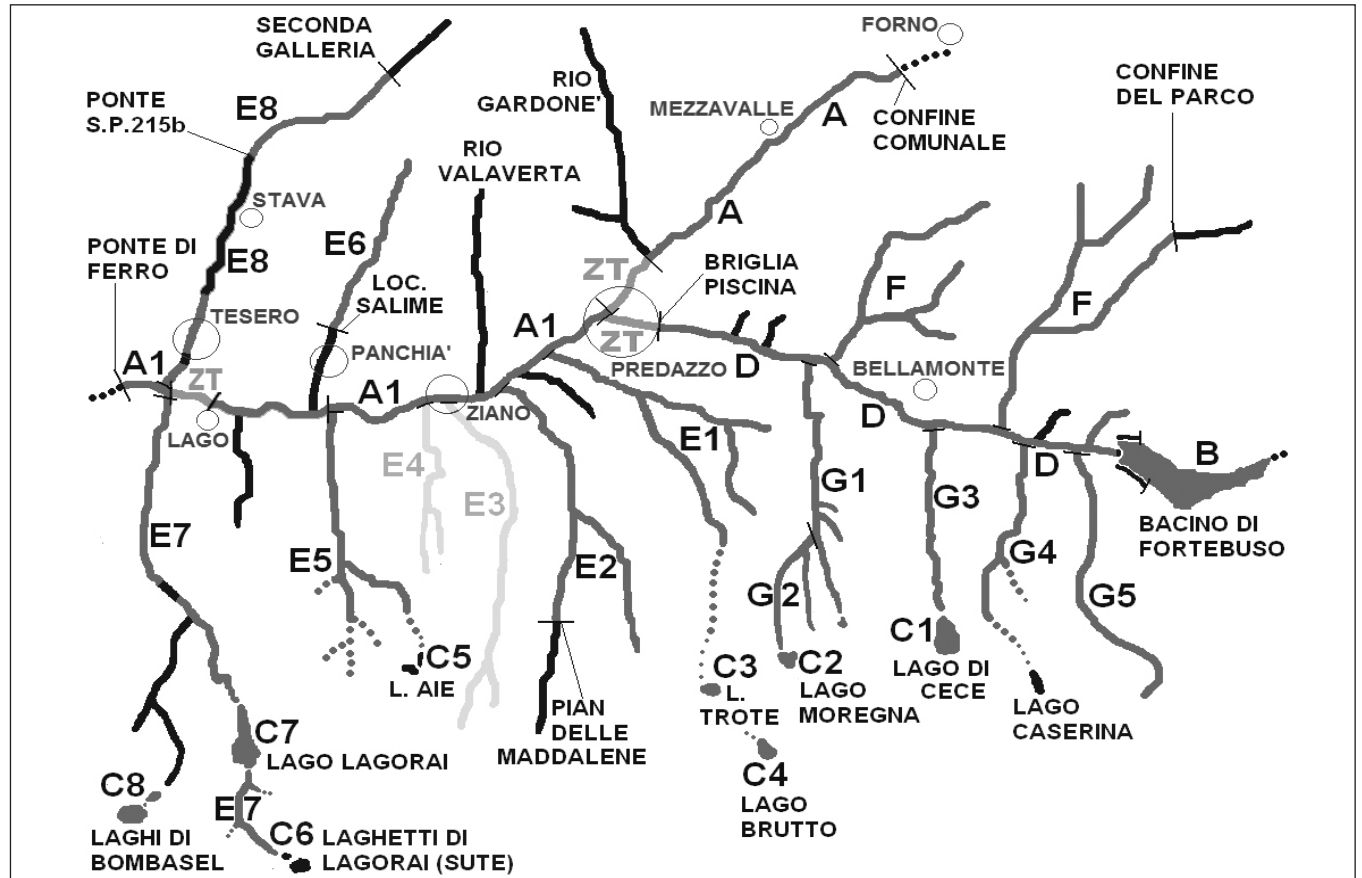 SECONDA
GALLERIA
FORNO
PONTE
S.P.215b
E8
RIO
GARDONE'
MEZZAVALLE
A
CONFINE
COMUNALE
CONFINE
DEL PARCO
RIO
VALAVERTA
STAVA
E6
A
PONTE DI
FERRO
E8
LOC.
SALIME
ZT
BRIGLIA
PISCINA
F
F
TESERO
A1
PANCHIA'
ZT
PREDAZZO
D
BELLAMONTE
A1
ZT
A1
ZIANO
D
LAGO
E1
D
B
E4
G1
G3
BACINO DI
FORTEBUSO
E3
E7
E5
E2
G4
G2
G5
C1
LAGO DI
CECE
C5
L. AIE
C3
L.
TROTE
C2
LAGO
MOREGNA
LAGO
CASERINA
PIAN
DELLE
MADDALENE
C7
LAGO LAGORAI
C4
LAGO
BRUTTO
C8
LAGHI DI
BOMBASEL
E7
C6 LAGHETTI DI
LAGORAI (SUTE)